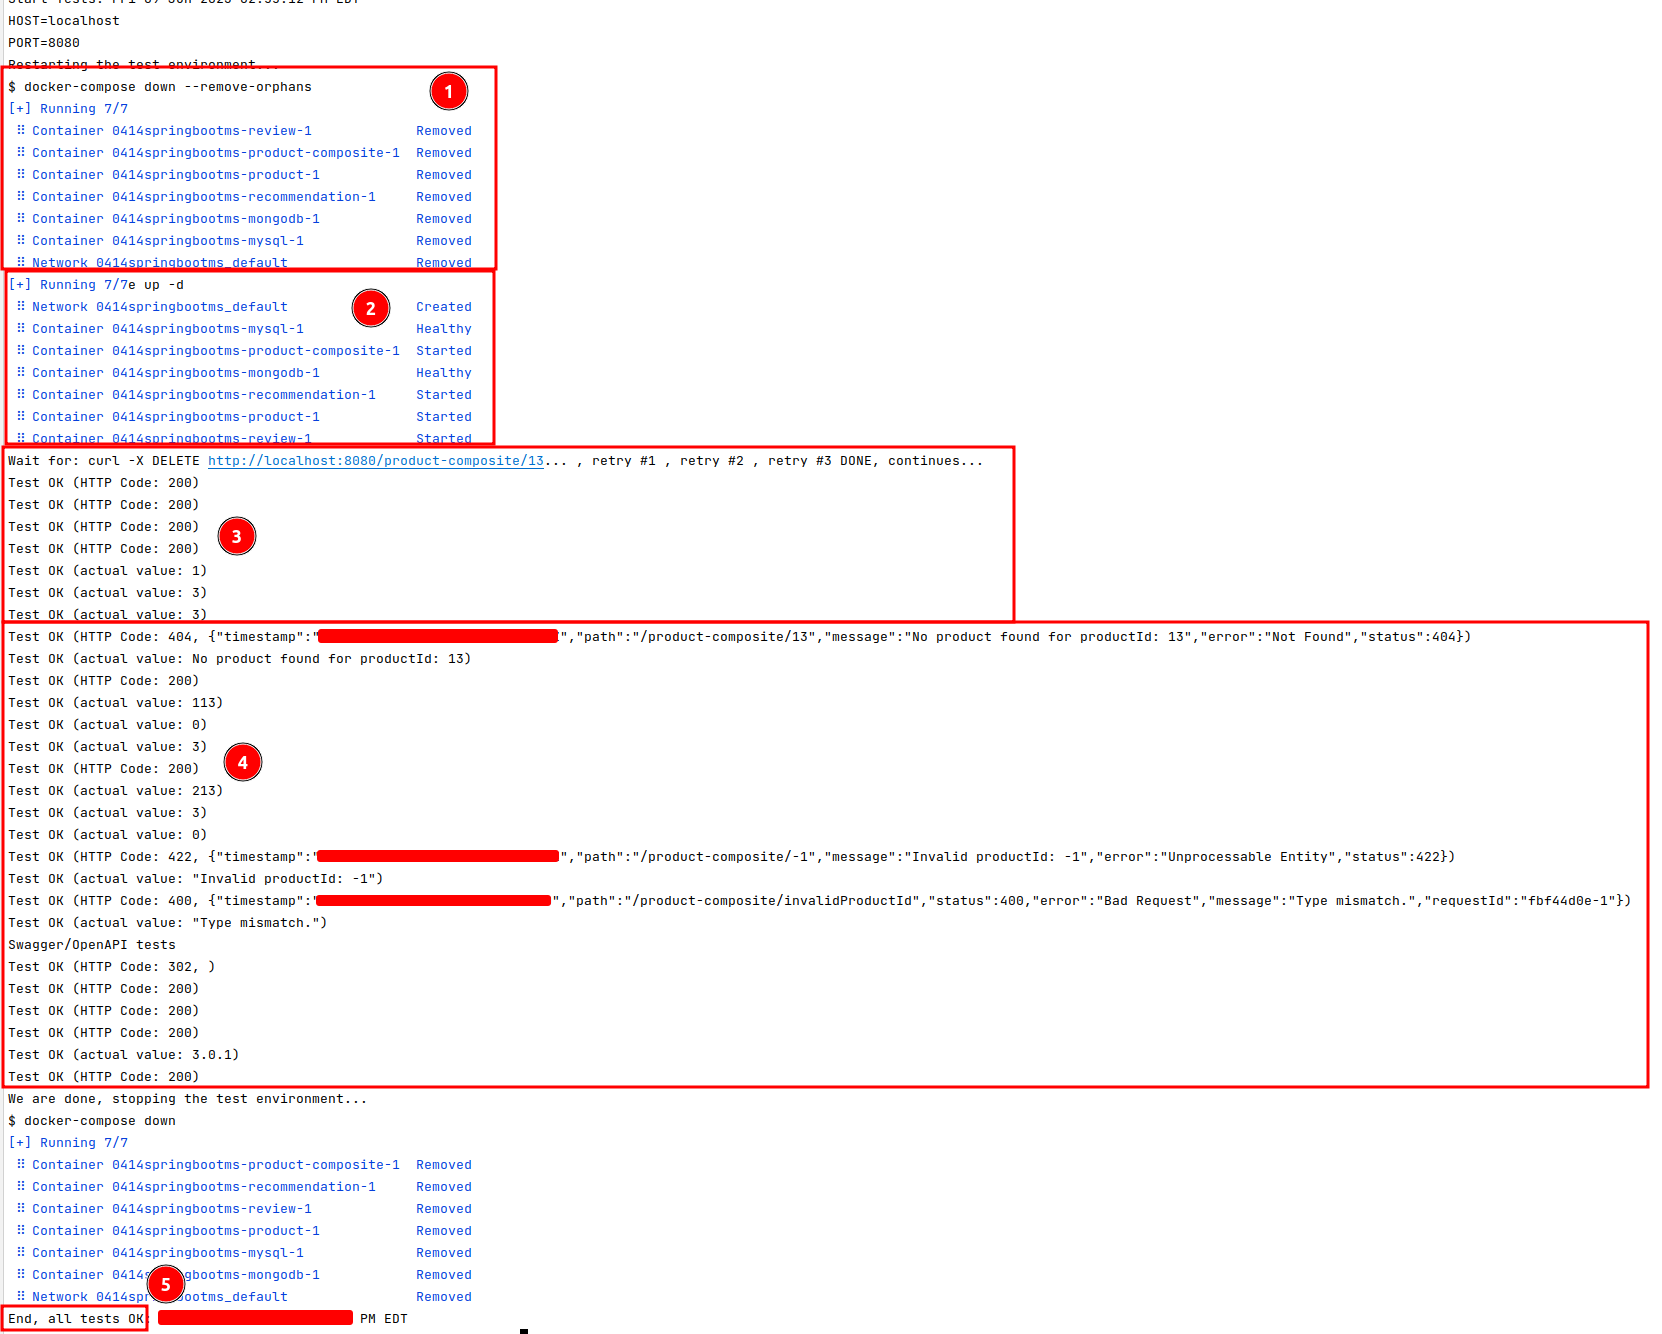 HOST=localhost
PORT=8080
Restarting the test environment...
$ docker-compose down --remove-orphans
1
[+] Running 7/7
⠿ Container 0414springbootms-review-1 Removed
⠿ Container 0414springbootms-product-composite-1 Removed
⠿ Container 0414springbootms-product-1 Removed
⠿ Container 0414springbootms-recommendation-1 Removed
⠿ Container 0414springbootms-mongodb-1 Removed
⠿ Container 0414springbootms-mysql-1 Removed
⠿ Network 0414springbootms_default Removed
[+] Running 7/7e up -d
⠿ Network 0414springbootms_default Created
2
⠿ Container 0414springbootms-mysql-1 Healthy
⠿ Container 0414springbootms-product-composite-1 Started
⠿ Container 0414springbootms-mongodb-1 Healthy
⠿ Container 0414springbootms-recommendation-1 Started
⠿ Container 0414springbootms-product-1 Started
⠿ Container 0414springbootms-review-1 Started
Wait for: curl -X DELETE http://localhost:8080/product-composite/13... , retry #1 , retry #2 , retry #3 DONE, continues...
Test OK (HTTP Code: 200)
Test OK (HTTP Code: 200)
Test OK (HTTP Code: 200)
3
Test OK (HTTP Code: 200)
Test OK (actual value: 1)
Test OK (actual value: 3)
Test OK (actual value: 3)
Test OK (HTTP Code: 404, {"timestamp":" ","path":"/product-composite/13","message":"No product found for productId: 13","error":"Not Found","status":404})
Test OK (actual value: No product found for productId: 13)
Test OK (HTTP Code: 200)
Test OK (actual value: 113)
Test OK (actual value: 0)
Test OK (actual value: 3)
4
Test OK (HTTP Code: 200)
Test OK (actual value: 213)
Test OK (actual value: 3)
Test OK (actual value: 0)
Test OK (HTTP Code: 422, {"timestamp":" ","path":"/product-composite/-1","message":"Invalid productId: -1","error":"Unprocessable Entity","status":422})
Test OK (actual value: "Invalid productId: -1")
Test OK (HTTP Code: 400, {"timestamp":" ","path":"/product-composite/invalidProductId","status":400,"error":"Bad Request","message":"Type mismatch.","requestId":"fbf44d0e-1"})
Test OK (actual value: "Type mismatch.")
Swagger/OpenAPI tests
Test OK (HTTP Code: 302, )
Test OK (HTTP Code: 200)
Test OK (HTTP Code: 200)
Test OK (HTTP Code: 200)
Test OK (actual value: 3.0.1)
Test OK (HTTP Code: 200)
We are done, stopping the test environment...
$ docker-compose down
[+] Running 7/7
⠿ Container 0414springbootms-product-composite-1 Removed
⠿ Container 0414springbootms-recommendation-1 Removed
⠿ Container 0414springbootms-review-1 Removed
⠿ Container 0414springbootms-product-1 Removed
⠿ Container 0414springbootms-mysql-1 Removed
⠿ Container 0414s gbootms-mongodb-1 Removed
5
⠿ Network 0414spr gbootms_default Removed
End, all tests OK: PM EDT